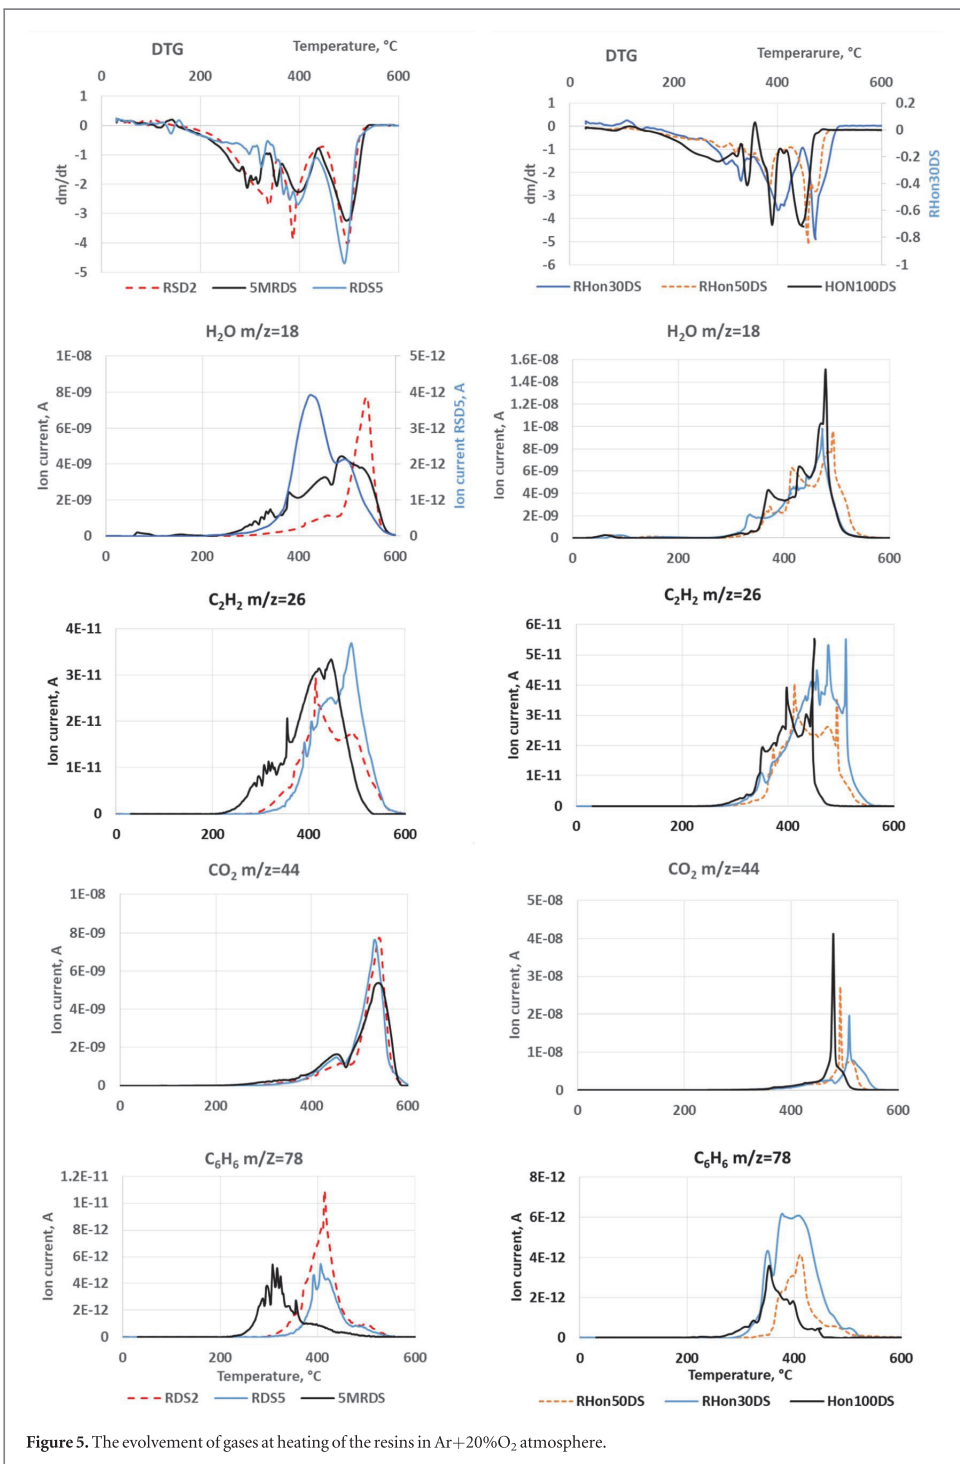 DTG
Temperature, °C
0 200 400 600
1
0
-1
-2
-3
-4
-5
dm/dt
RSD2 5MRDS RDS5
DTG
Temperarure, °C
0 200 400 600
1
0
-1
-2
-3
-4
-5
-6
dm/dt
0.2
0
-0.2
-0.4
-0.6
-0.8
-1
RHon30DS
RHon30DS RHon50DS HON100DS
H₂O m/z=18
1E-08
8E-09
6E-09
4E-09
2E-09
0
Ion current, A
5E-12
4E-12
3E-12
2E-12
1E-12
0
Ion current RSD5, A
0 200 400 600
H₂O m/z=18
1.6E-08
1.4E-08
1.2E-08
1E-08
8E-09
6E-09
4E-09
2E-09
0
Ion current, A
0 200 400 600
C₂H₂ m/z=26
4E-11
3E-11
2E-11
1E-11
0
Ion current, A
0 200 400 600
C₂H₂ m/z=26
6E-11
5E-11
4E-11
3E-11
2E-11
1E-11
0
Ion current, A
0 200 400 600
CO₂ m/z=44
1E-08
8E-09
6E-09
4E-09
2E-09
0
Ion current, A
0 200 400 600
CO₂ m/z=44
5E-08
4E-08
3E-08
2E-08
1E-08
0
Ion current, A
0 200 400 600
C₆H₆ m/Z=78
1.2E-11
1E-11
8E-12
6E-12
4E-12
2E-12
0
Ion current, A
0 200 400 600
Temperature, °C
RDS2 RDS5 5MRDS
C₆H₆ m/z=78
8E-12
6E-12
4E-12
2E-12
0
Ion current, A
0 200 400 600
Temperature, °C
RHon50DS RHon30DS Hon100DS
Figure 5. The evolvement of gases at heating of the resins in Ar+20%O₂ atmosphere.